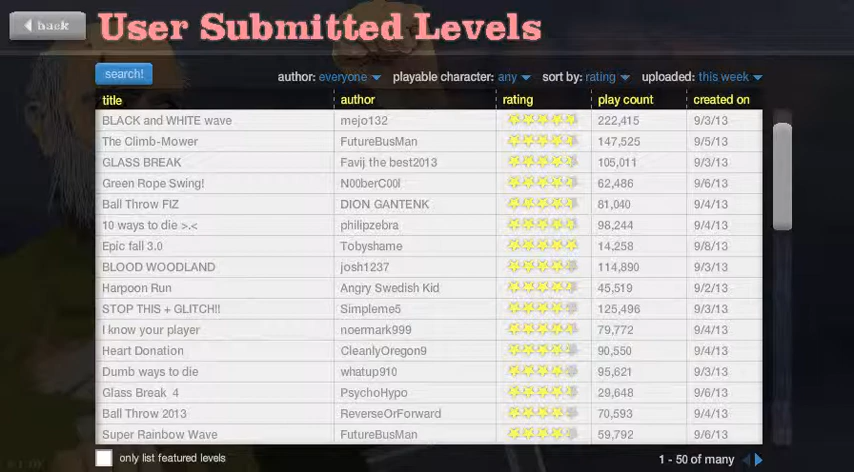 back
User Submitted Levels
search!
author: everyone playable character: any sort by: rating uploaded: this week
title author rating play count created on
BLACK and WHITE wave mejo132 222,415 9/3/13
The Climb-Mower FutureBusMan 147,525 9/5/13
GLASS BREAK Favij the best2013 105,011 9/3/13
Green Rope Swing! N00berC00l 62,486 9/6/13
Ball Throw FIZ DION GANTENK 81,040 9/4/13
10 ways to die >.< philipzebra 98,244 9/4/13
Epic fall 3.0 Tobyshame 14,258 9/8/13
BLOOD WOODLAND josh1237 114,890 9/3/13
Harpoon Run Angry Swedish Kid 45,519 9/2/13
STOP THIS + GLITCH!! Simpleme5 125,496 9/3/13
I know your player noermark999 79,772 9/4/13
Heart Donation CleanlyOregon9 90,550 9/4/13
Dumb ways to die whatup910 95,621 9/3/13
Glass Break 4 PsychoHypo 29,648 9/6/13
Ball Throw 2013 ReverseOrForward 70,593 9/4/13
Super Rainbow Wave FutureBusMan 59,792 9/6/13
only list featured levels 1 - 50 of many